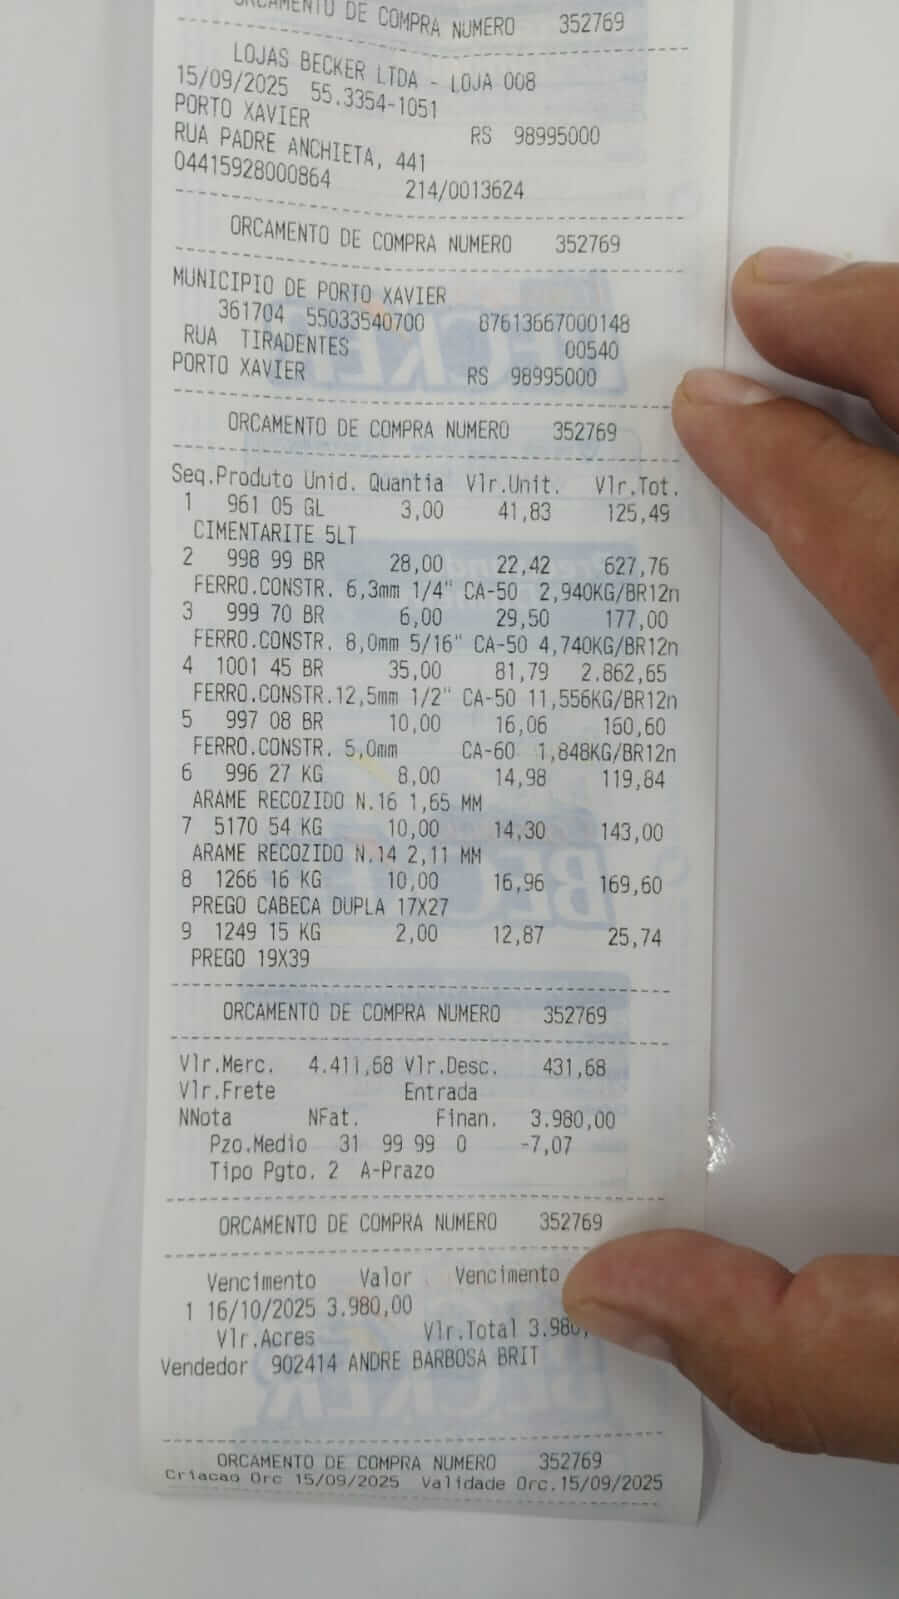 ORCAMENTO DE COMPRA NUMERO 352769
LOJAS BECKER LTDA - LOJA 008
15/09/2025 55.3354-1051
PORTO XAVIER RS 98995000
RUA PADRE ANCHIETA, 441
04415928000864 214/0013624
ORCAMENTO DE COMPRA NUMERO 352769
MUNICIPIO DE PORTO XAVIER
361704 55033540700 87613667000148
RUA TIRADENTES 00540
PORTO XAVIER RS 98995000
ORCAMENTO DE COMPRA NUMERO 352769
Seq.Produto Unid. Quantia Vlr.Unit. Vlr.Tot.
1 961 05 GL 3,00 41,83 125,49
CIMENTARITE 5LT
2 998 99 BR 28,00 22,42 627,76
FERRO.CONSTR. 6,3mm 1/4" CA-50 2,940KG/BR12n
3 999 70 BR 6,00 29,50 177,00
FERRO.CONSTR. 8,0mm 5/16" CA-50 4,740KG/BR12n
4 1001 45 BR 35,00 81,79 2.862,65
FERRO.CONSTR.12,5mm 1/2" CA-50 11,556KG/BR12n
5 997 08 BR 10,00 16,06 160,60
FERRO.CONSTR. 5,0mm CA-60 1,848KG/BR12n
6 996 27 KG 8,00 14,98 119,84
ARAME RECOZIDO N.16 1,65 MM
7 5170 54 KG 10,00 14,30 143,00
ARAME RECOZIDO N.14 2,11 MM
8 1266 16 KG 10,00 16,96 169,60
PREGO CABECA DUPLA 17X27
9 1249 15 KG 2,00 12,87 25,74
PREGO 19X39
ORCAMENTO DE COMPRA NUMERO 352769
Vlr.Merc. 4.411,68 Vlr.Desc. 431,68
Vlr.Frete Entrada
NNota NFat. Finan. 3.980,00
Pzo.Medio 31 99 99 0 -7,07
Tipo Pgto. 2 A-Prazo
ORCAMENTO DE COMPRA NUMERO 352769
Vencimento Valor Vencimento
1 16/10/2025 3.980,00
Vlr.Acres Vlr.Total 3.980,
Vendedor 902414 ANDRE BARBOSA BRIT
ORCAMENTO DE COMPRA NUMERO 352769
Criacao Orc 15/09/2025 Validade Orc.15/09/2025